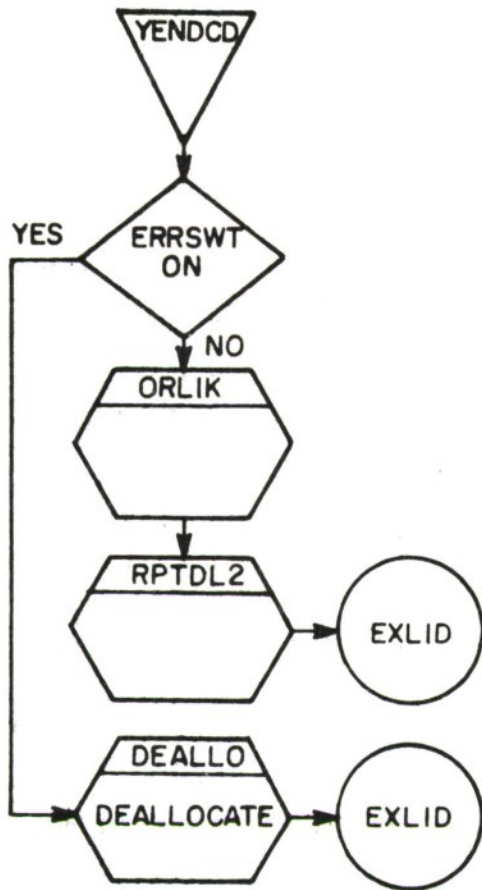 YENDCD
YES
ERRSWT
ON
NO
ORLIK
RPTDL2
EXLID
DEALLO
DEALLOCATE
EXLID